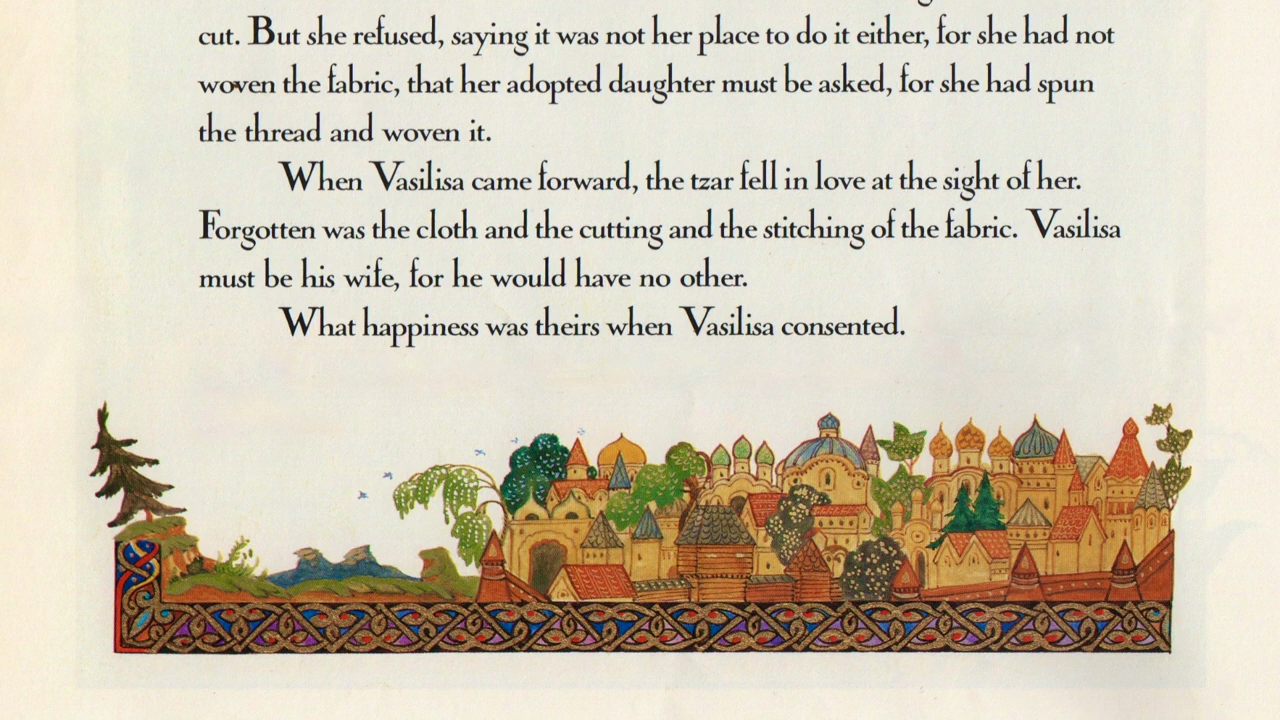 cut. But she refused, saying it was not her place to do it either, for she had not
woven the fabric, that her adopted daughter must be asked, for she had spun
the thread and woven it.
When Vasilisa came forward, the tzar fell in love at the sight of her.
Forgotten was the cloth and the cutting and the stitching of the fabric. Vasilisa
must be his wife, for he would have no other.
What happiness was theirs when Vasilisa consented.